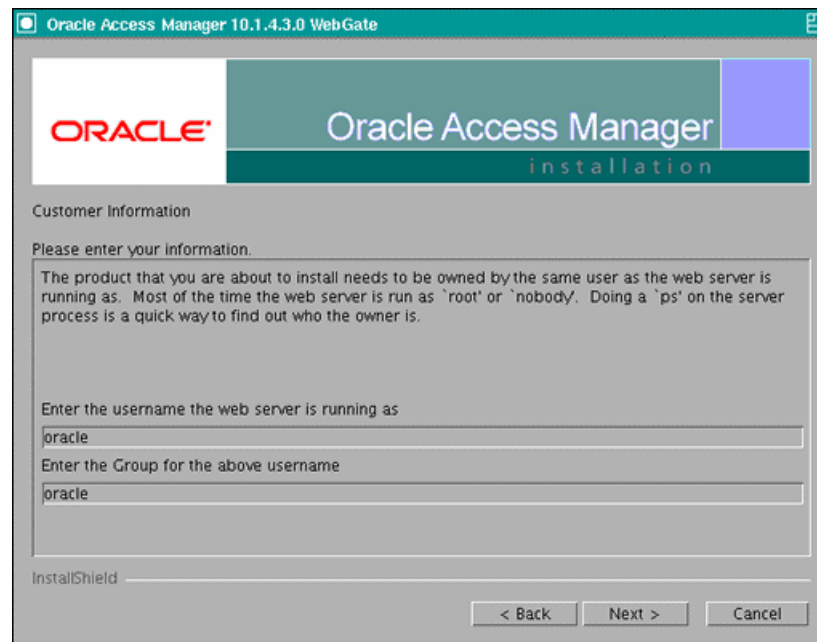 Oracle Access Manager 10.1.4.3.0 WebGate
ORACLE
Oracle Access Manager
installation
Customer Information
Please enter your information.
The product that you are about to install needs to be owned by the same user as the web server is
running as. Most of the time the web server is run as `root' or `nobody'. Doing a `ps' on the server
process is a quick way to find out who the owner is.
Enter the username the web server is running as
oracle
Enter the Group for the above username
oracle
InstallShield
< Back
Next >
Cancel